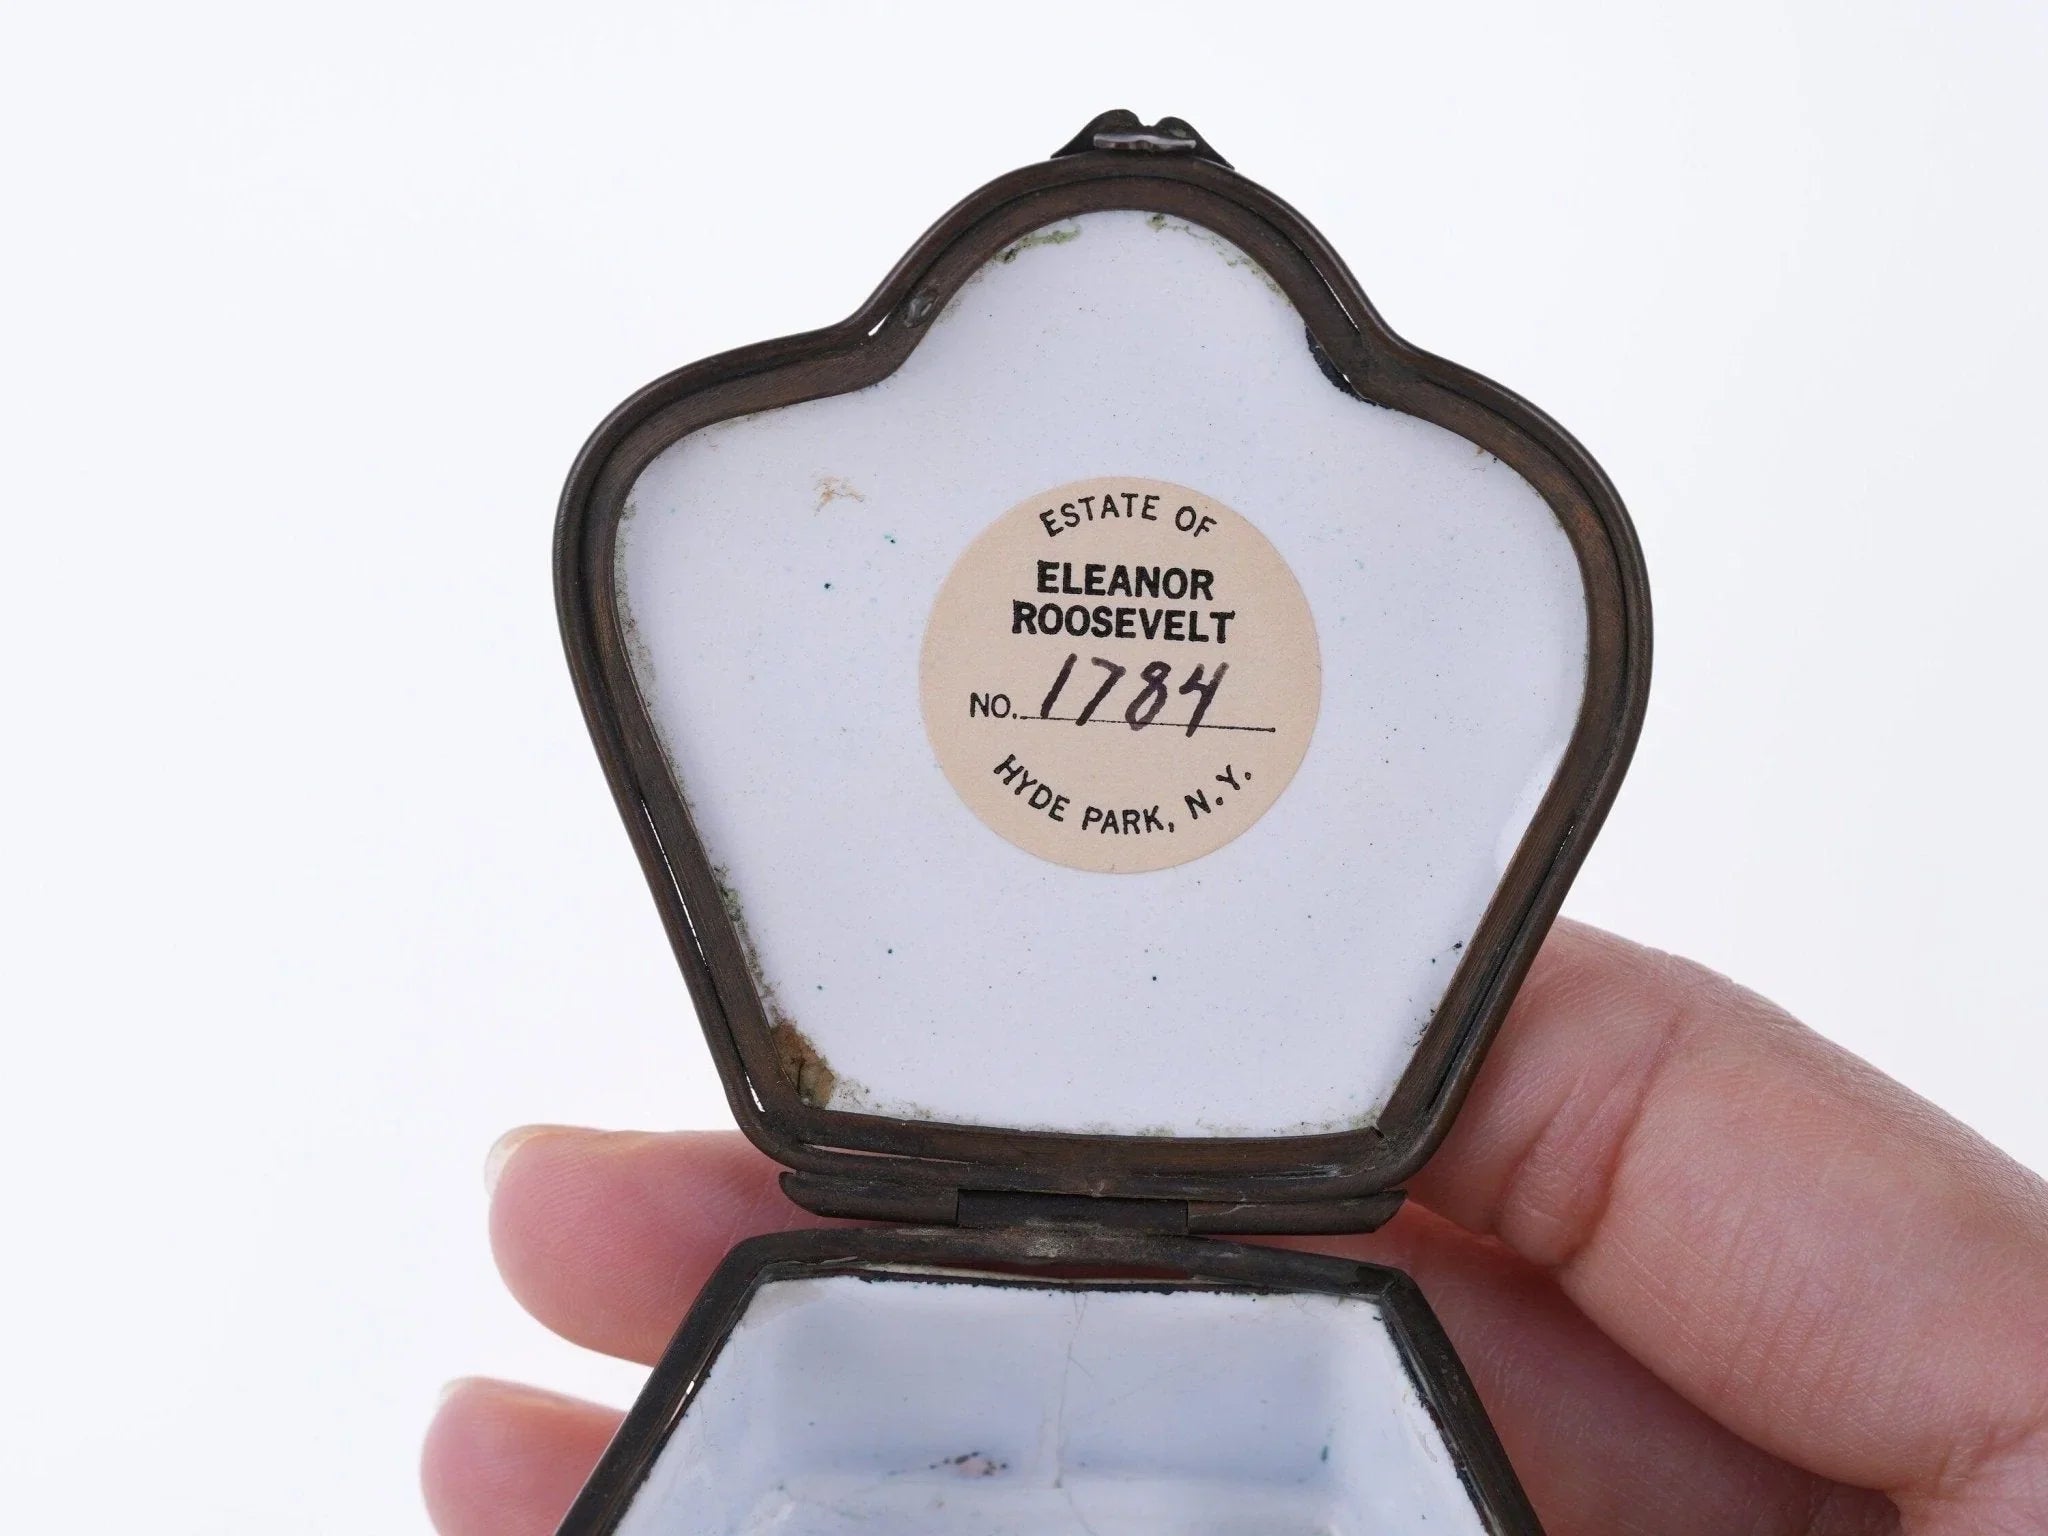 ESTATE OF
ELEANOR
ROOSEVELT
NO. 1784
HYDE PARK, N.Y.